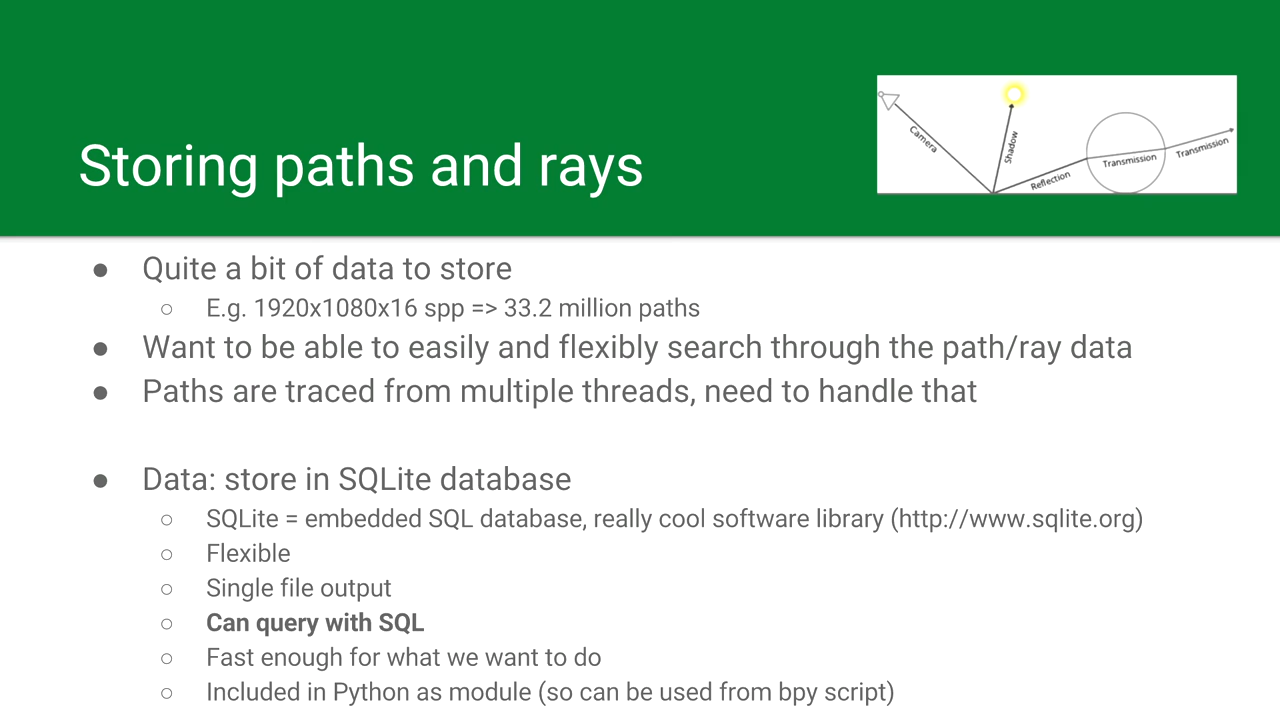 Storing paths and rays
Camera
Shadow
Reflection
Transmission
Transmission
● Quite a bit of data to store
○ E.g. 1920x1080x16 spp => 33.2 million paths
● Want to be able to easily and flexibly search through the path/ray data
● Paths are traced from multiple threads, need to handle that
● Data: store in SQLite database
○ SQLite = embedded SQL database, really cool software library (http://www.sqlite.org)
○ Flexible
○ Single file output
○ Can query with SQL
○ Fast enough for what we want to do
○ Included in Python as module (so can be used from bpy script)